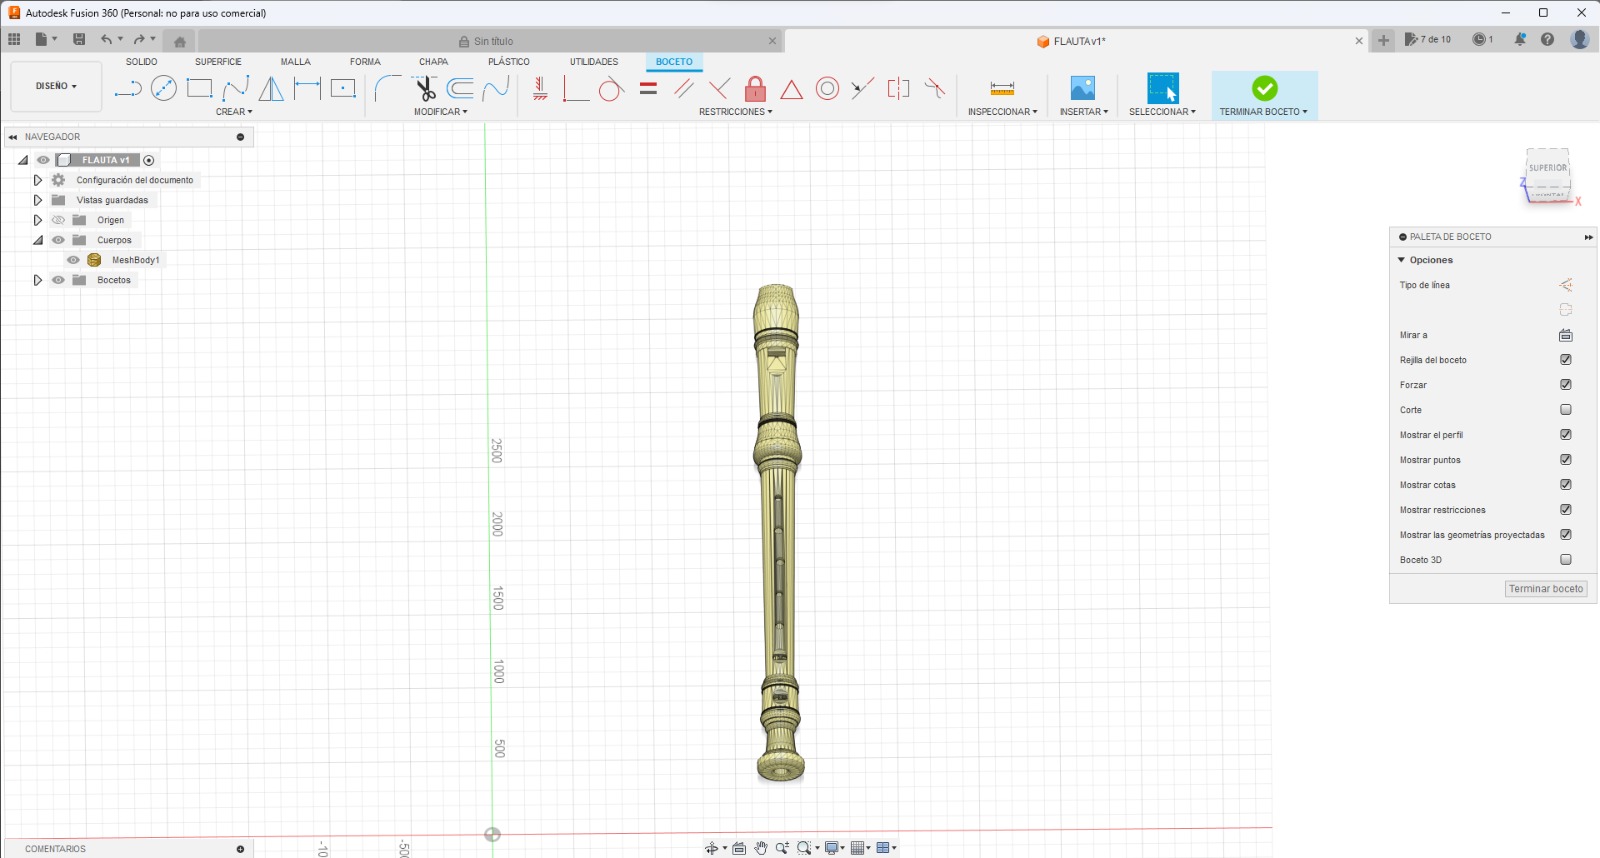 Autodesk Fusion 360 (Personal: no para uso comercial)
Sin título
FLAUTA v1*
7 de 10
1
SOLIDO
SUPERFICIE
MALLA
FORMA
CHAPA
PLÁSTICO
UTILIDADES
BOCETO
DISEÑO
CREAR
MODIFICAR
RESTRICCIONES
INSPECCIONAR
INSERTAR
SELECCIONAR
TERMINAR BOCETO
NAVEGADOR
FLAUTA v1
Configuración del documento
Vistas guardadas
Origen
Cuerpos
MeshBody1
Bocetos
SUPERIOR
Z
X
PALETA DE BOCETO
Opciones
Tipo de línea
Mirar a
Rejilla del boceto
Forzar
Corte
Mostrar el perfil
Mostrar puntos
Mostrar cotas
Mostrar restricciones
Mostrar las geometrías proyectadas
Boceto 3D
Terminar boceto
2500
2000
1500
1000
500
COMENTARIOS